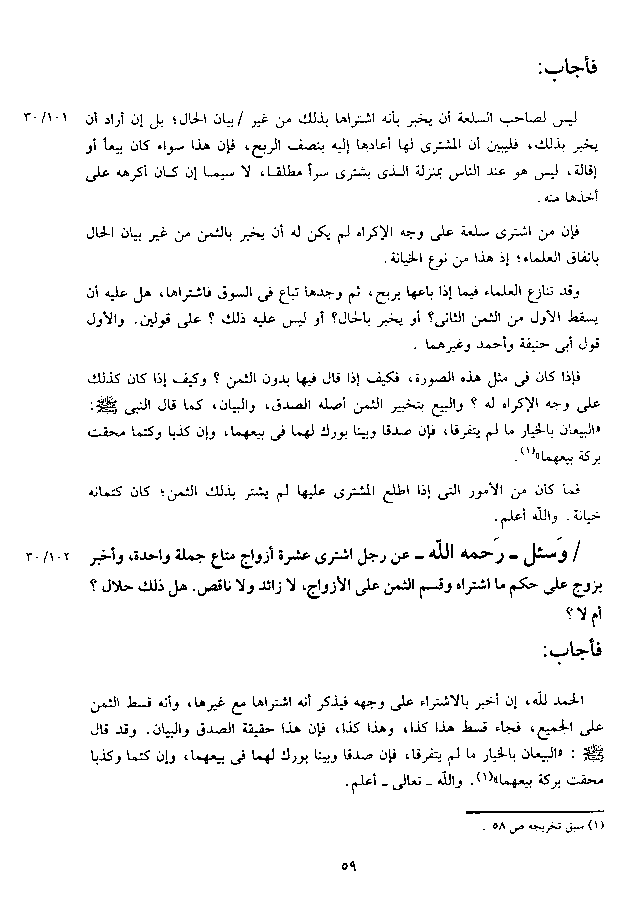 فأجاب:
ليس لصاحب السلعة أن يخبر بأنه اشتراها بذلك من غير / بيان الحال؛ بل إن أراد أن ٣٠/١٠١
يخبر بذلك، فليبين أن المشترى لها أعادها إليه بنصف الربح، فإن هذا سواء كان بيعاً أو
إقالة، ليس هو عند الناس بمنزلة الذى يشترى سرأ مطلقا، لا سيما إن كان أكرهه على
أخذها منه.
فإن من اشترى سلعة على وجه الإكراه لم يكن له أن يخبر بالثمن من غير بيان الحال
باتفاق العلماء؛ إذ هذا من نوع الخيانة.
وقد تنازع العلماء فيما إذا باعها بربح، ثم وجدها تباع فى السوق فاشتراها، هل عليه أن
يسقط الأول من الثمن الثانى؟ أو يخبر بالحال؟ أو ليس عليه ذلك ؟ على قولين. والأول
قول أبى حنيفة وأحمد وغيرهما .
فإذا كان فى مثل هذه الصورة، فكيف إذا قال فيها بدون الثمن ؟ وكيف إذا كان كذلك
على وجه الإكراه له ؟ والبيع بتخبير الثمن أصله الصدق، والبيان، كما قال النبى ﷺ:
«البيعان بالخيار ما لم يتفرقا، فإن صدقا وبينا بورك لهما فى بيعهما، وإن كذبا وكتما محقت
بركة بيعهما»(١).
فما كان من الأمور التى إذا اطلع المشترى عليها لم يشتر بذلك الثمن؛ كان كتمانه
خيانة. والله أعلم.
/ وَسئل ـ رَحمه الله ـ عن رجل اشترى عشرة أزواج متاع جملة واحدة، وأخبر ٣٠/١٠٢
بزوج على حكم ما اشتراه وقسم الثمن على الأزواج، لا زائد ولا ناقص. هل ذلك حلال ؟
أم لا ؟
فأجاب:
الحمد لله، إن أخبر بالاشتراء على وجهه فيذكر أنه اشتراها مع غيرها، وأنه قسط الثمن
على الجميع، فجاء قسط هذا كذا، وهذا كذا، فإن هذا حقيقة الصدق والبيان. وقد قال
ﷺ : «البيعان بالخيار ما لم يتفرقا، فإن صدقا وبينا بورك لهما فى بيعهما، وإن كتما وكذبا
محقت بركة بيعهما»(١). والله ـ تعالى ـ أعلم.
(١) سبق تخريجه ص ٥٨ .
٥٩